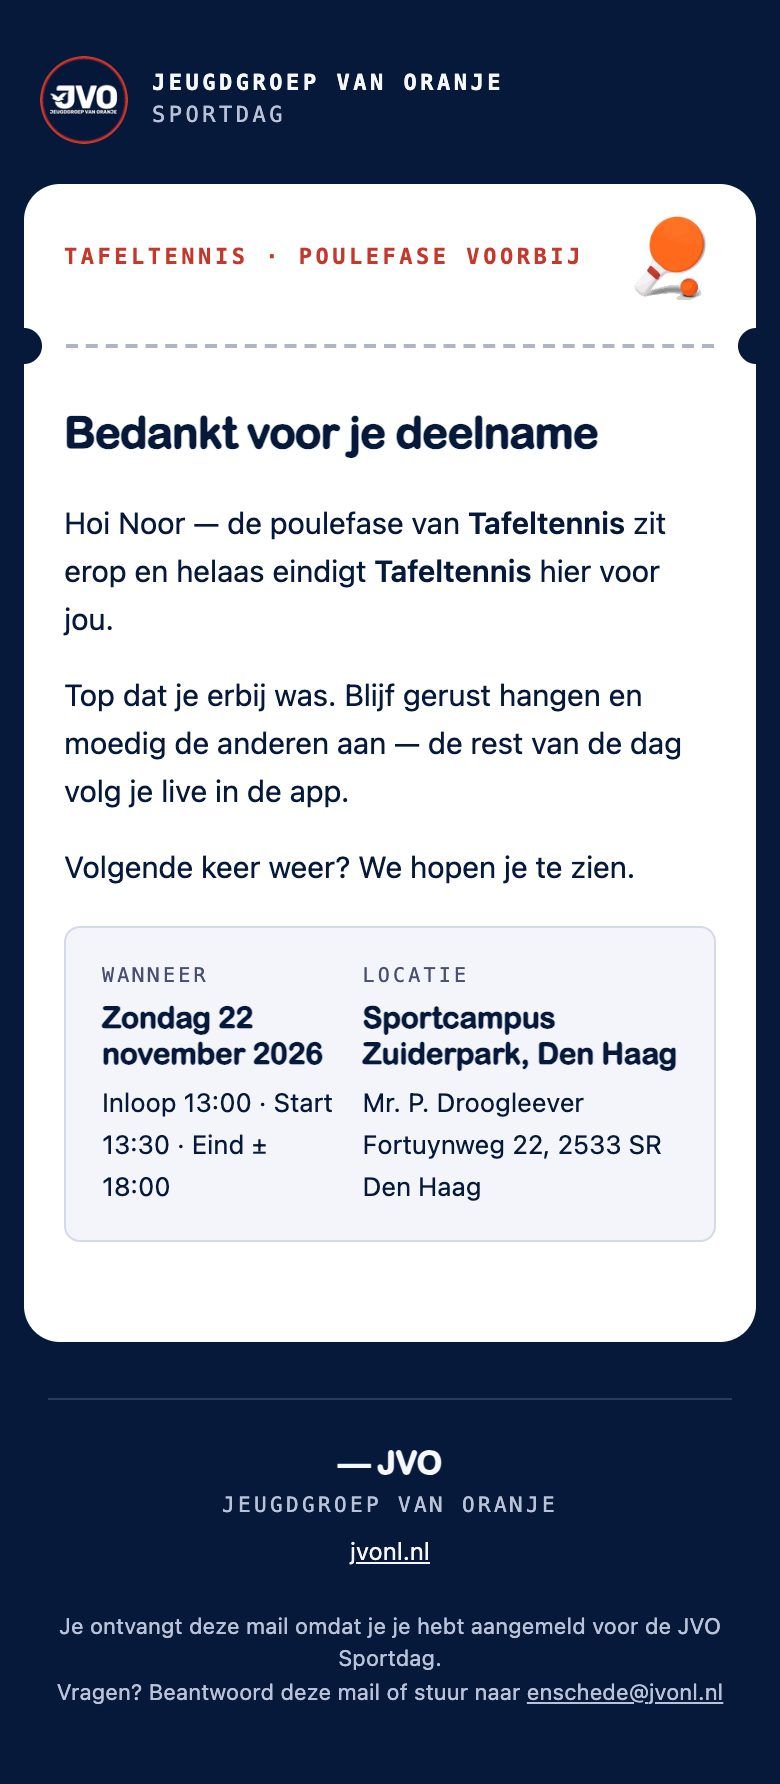 JVO
JEUGDGROEP VAN ORANJE
JEUGDGROEP VAN ORANJE
SPORTDAG
TAFELTENNIS · POULEFASE VOORBIJ
Bedankt voor je deelname
Hoi Noor — de poulefase van Tafeltennis zit
erop en helaas eindigt Tafeltennis hier voor
jou.
Top dat je erbij was. Blijf gerust hangen en
moedig de anderen aan — de rest van de dag
volg je live in de app.
Volgende keer weer? We hopen je te zien.
WANNEER
Zondag 22
november 2026
Inloop 13:00 · Start
13:30 · Eind ±
18:00
LOCATIE
Sportcampus
Zuiderpark, Den Haag
Mr. P. Droogleever
Fortuynweg 22, 2533 SR
Den Haag
— JVO
JEUGDGROEP VAN ORANJE
jvonl.nl
Je ontvangt deze mail omdat je je hebt aangemeld voor de JVO
Sportdag.
Vragen? Beantwoord deze mail of stuur naar enschede@jvonl.nl